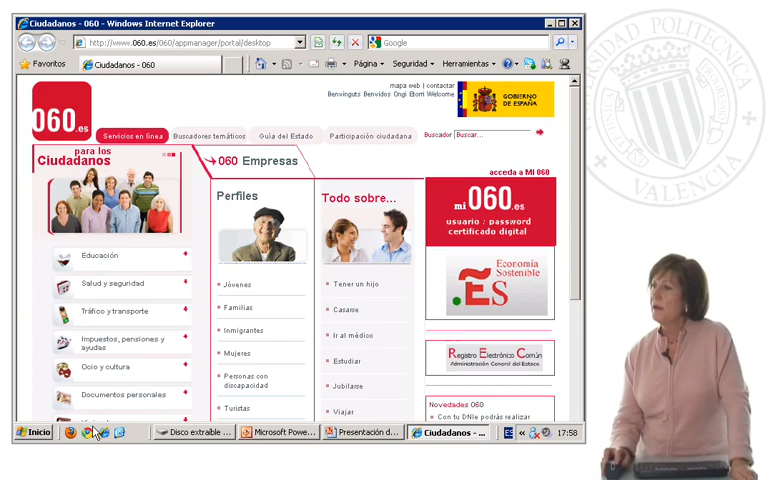 Ciudadanos - 060 - Windows Internet Explorer
http://www.060.es/060/appmanager/portal/desktop
Google
Favoritos
Ciudadanos - 060
Página
Seguridad
Herramientas
mapa web | contactar
Benvinguts Benvidos Ongi Etorri Welcome
GOBIERNO
DE ESPAÑA
060.es
Servicios en línea
Buscadores temáticos
Guía del Estado
Participación ciudadana
Buscador
Buscar...
para los
Ciudadanos
060 Empresas
acceda a MI 060
Perfiles
Todo sobre...
mi 060.es
usuario : password
certificado digital
Educación
Salud y seguridad
Tráfico y transporte
Impuestos, pensiones y
ayudas
Ocio y cultura
Documentos personales
Jóvenes
Familias
Inmigrantes
Mujeres
Personas con
discapacidad
Turistas
Tener un hijo
Casarse
Ir al médico
Estudiar
Jubilarse
Viajar
Economía
Sostenible
.Es
Registro Electrónico Común
Administración General del Estado
Novedades 060
Con tu DNIe podrás realizar
Inicio
Disco extraíble ...
Microsoft Powe...
Presentación d...
Ciudadanos - ...
ES
«
17:58
UNIVERSIDAD POLITECNICA
VALENCIA